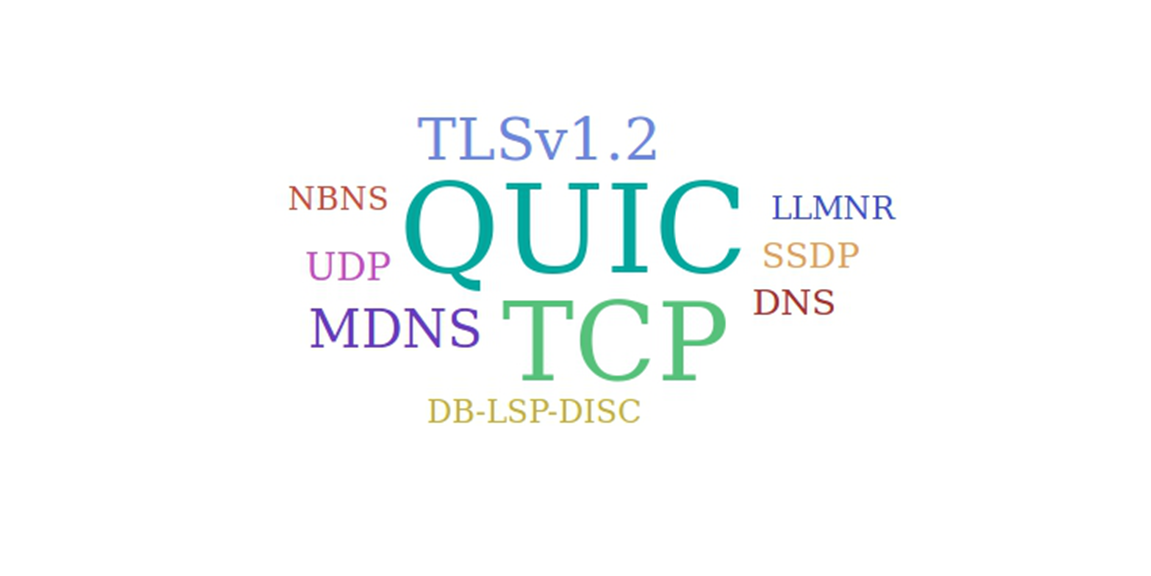 TLSv1.2
NBNS
QUIC
LLMNR
UDP
SSDP
MDNS
TCP
DNS
DB-LSP-DISC